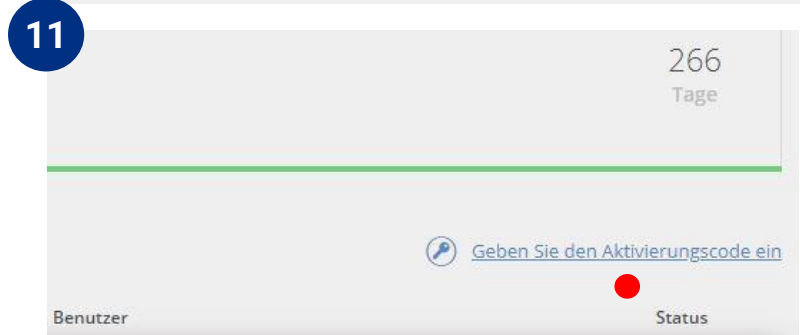 11
266
Tage
Geben Sie den Aktivierungscode ein
Benutzer Status